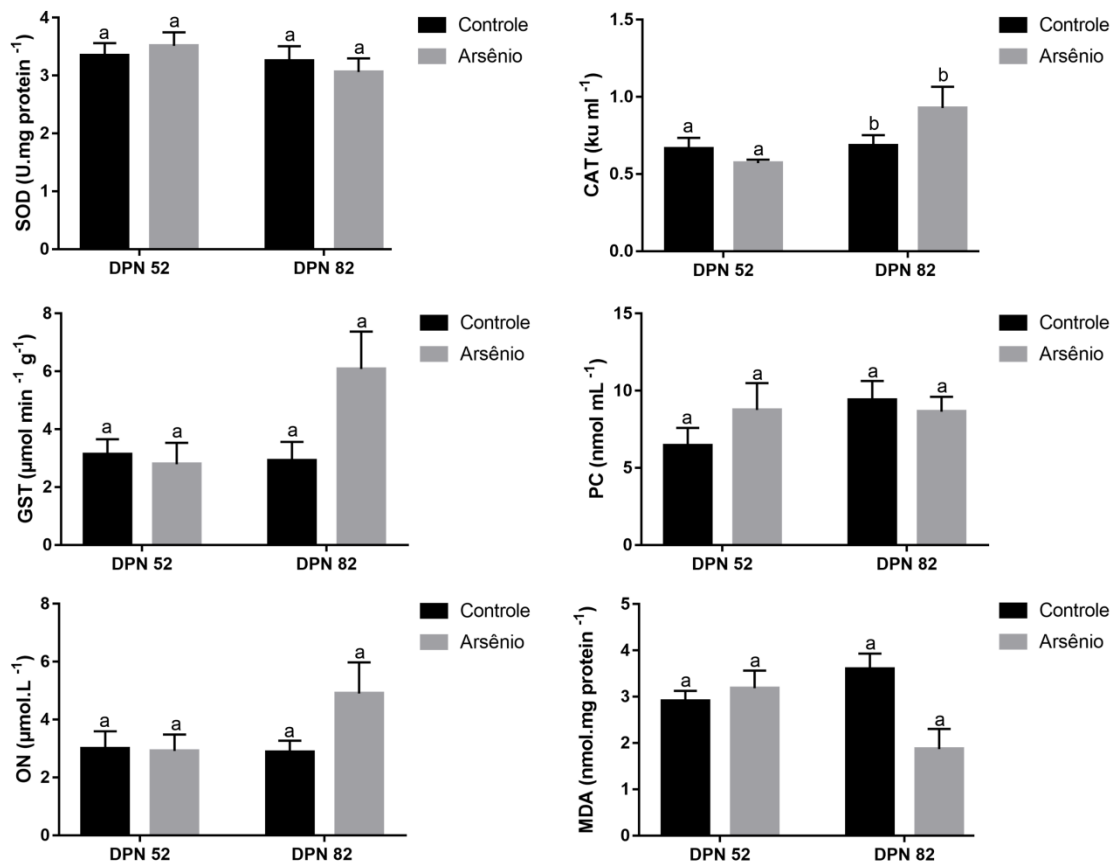 SOD (U.mg protein ⁻¹)
4
3
2
1
0
a
a
a
a
DPN 52
DPN 82
Controle
Arsênio
CAT (ku ml ⁻¹)
1.5
1.0
0.5
0.0
a
a
b
b
DPN 52
DPN 82
Controle
Arsênio
GST (µmol min ⁻¹ g⁻¹)
8
6
4
2
0
a
a
a
a
DPN 52
DPN 82
Controle
Arsênio
PC (nmol mL ⁻¹)
15
10
5
0
a
a
a
a
DPN 52
DPN 82
Controle
Arsênio
ON (µmol.L ⁻¹)
8
6
4
2
0
a
a
a
a
DPN 52
DPN 82
Controle
Arsênio
MDA (nmol.mg protein ⁻¹)
5
4
3
2
1
0
a
a
a
a
DPN 52
DPN 82
Controle
Arsênio